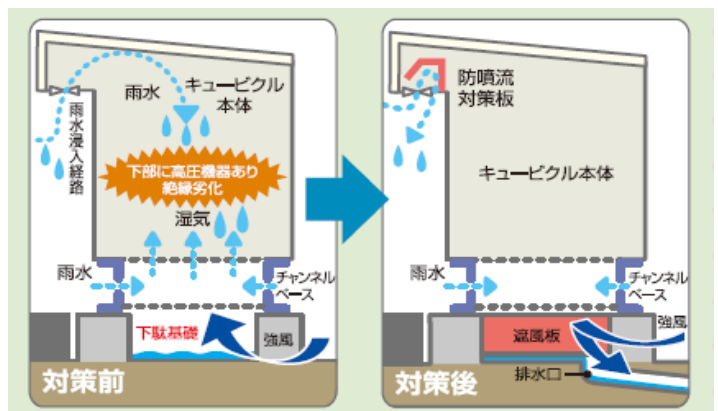 雨水
キュービクル
本体
雨水浸入経路
下部に高圧機器あり
絶縁劣化
湿気
雨水
チャンネル
ベース
下駄基礎
強風
対策前
防噴流
対策板
キュービクル本体
雨水
チャンネル
ベース
遮風板
強風
排水口
対策後